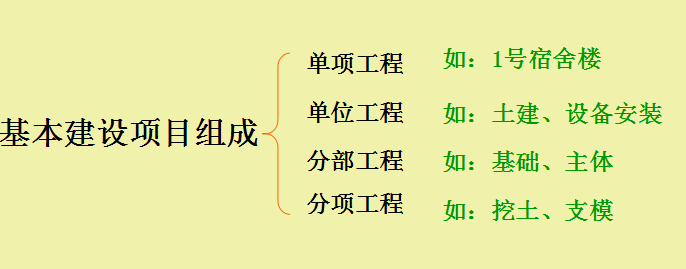 基本建设项目组成
单项工程 如：1号宿舍楼
单位工程 如：土建、设备安装
分部工程 如：基础、主体
分项工程 如：挖土、支模